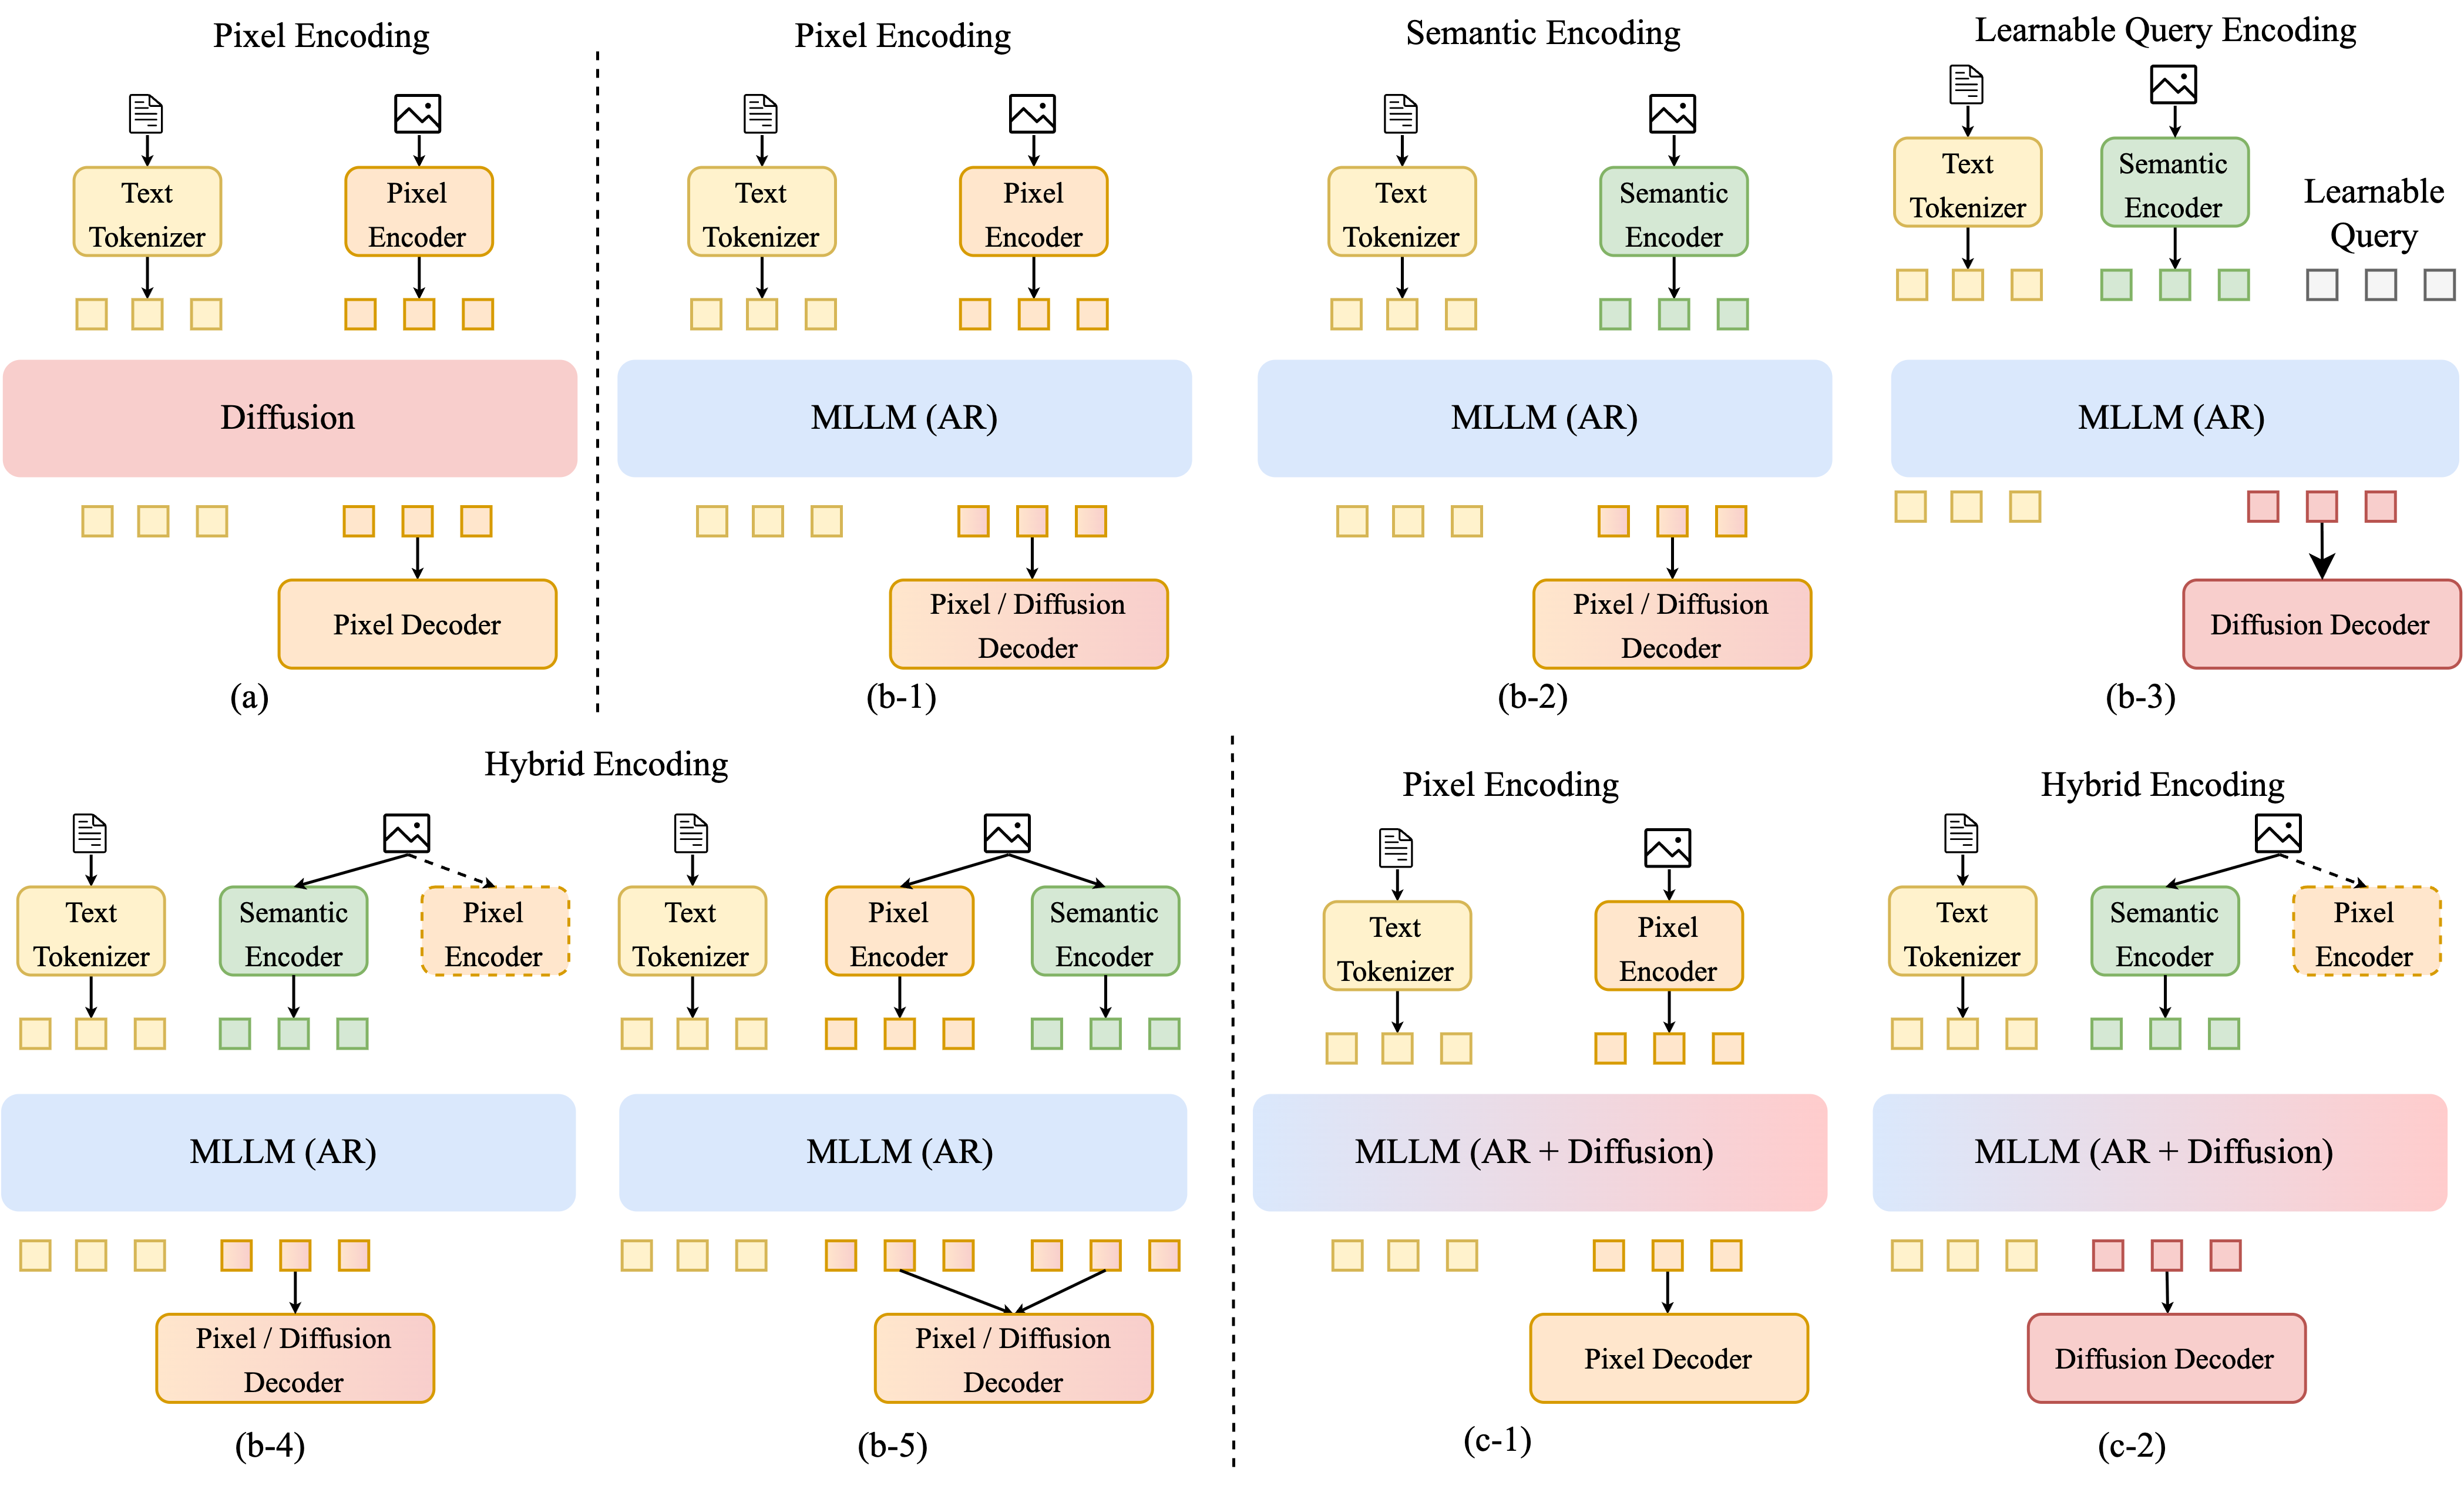 Pixel Encoding
Text
Tokenizer
Pixel
Encoder
Diffusion
Pixel Decoder
(a)
Pixel Encoding
Text
Tokenizer
Pixel
Encoder
MLLM (AR)
Pixel / Diffusion
Decoder
(b-1)
Semantic Encoding
Text
Tokenizer
Semantic
Encoder
MLLM (AR)
Pixel / Diffusion
Decoder
(b-2)
Learnable Query Encoding
Text
Tokenizer
Semantic
Encoder
Learnable
Query
MLLM (AR)
Diffusion Decoder
(b-3)
Hybrid Encoding
Text
Tokenizer
Semantic
Encoder
Pixel
Encoder
MLLM (AR)
Pixel / Diffusion
Decoder
(b-4)
Text
Tokenizer
Pixel
Encoder
Semantic
Encoder
MLLM (AR)
Pixel / Diffusion
Decoder
(b-5)
Pixel Encoding
Text
Tokenizer
Pixel
Encoder
MLLM (AR + Diffusion)
Pixel Decoder
(c-1)
Hybrid Encoding
Text
Tokenizer
Semantic
Encoder
Pixel
Encoder
MLLM (AR + Diffusion)
Diffusion Decoder
(c-2)